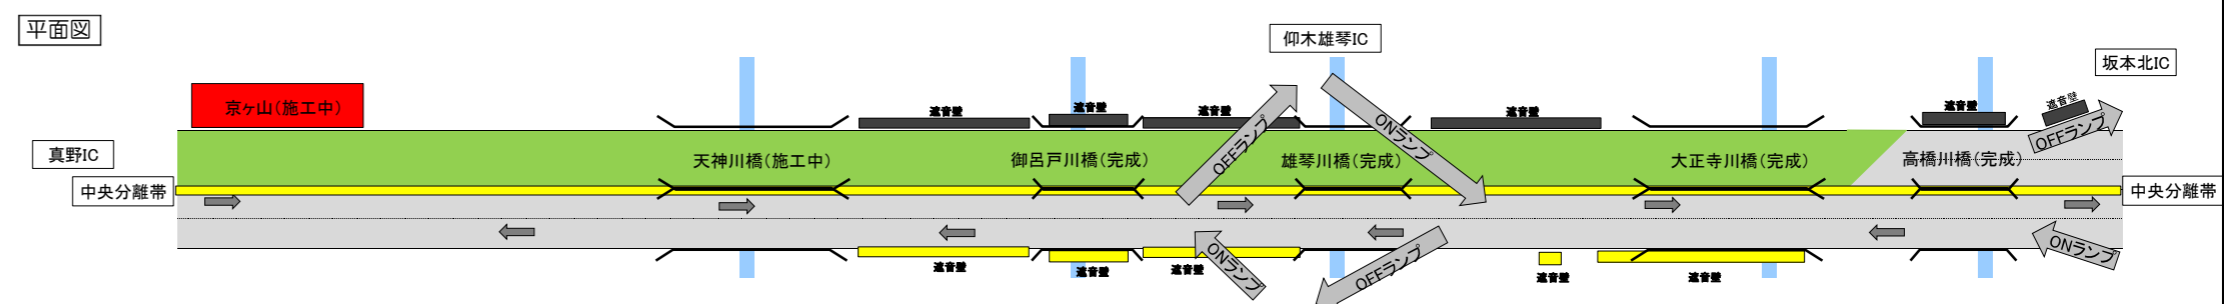 平面図
仰木雄琴IC
坂本北IC
京ヶ山(施工中)
遮音壁
遮音壁
遮音壁
遮音壁
遮音壁
遮音壁
真野IC
天神川橋(施工中)
御呂戸川橋(完成)
OFFランプ
雄琴川橋(完成)
ONランプ
大正寺川橋(完成)
高橋川橋(完成)
OFFランプ
中央分離帯
中央分離帯
遮音壁
遮音壁
遮音壁
ONランプ
OFFランプ
遮音壁
遮音壁
ONランプ